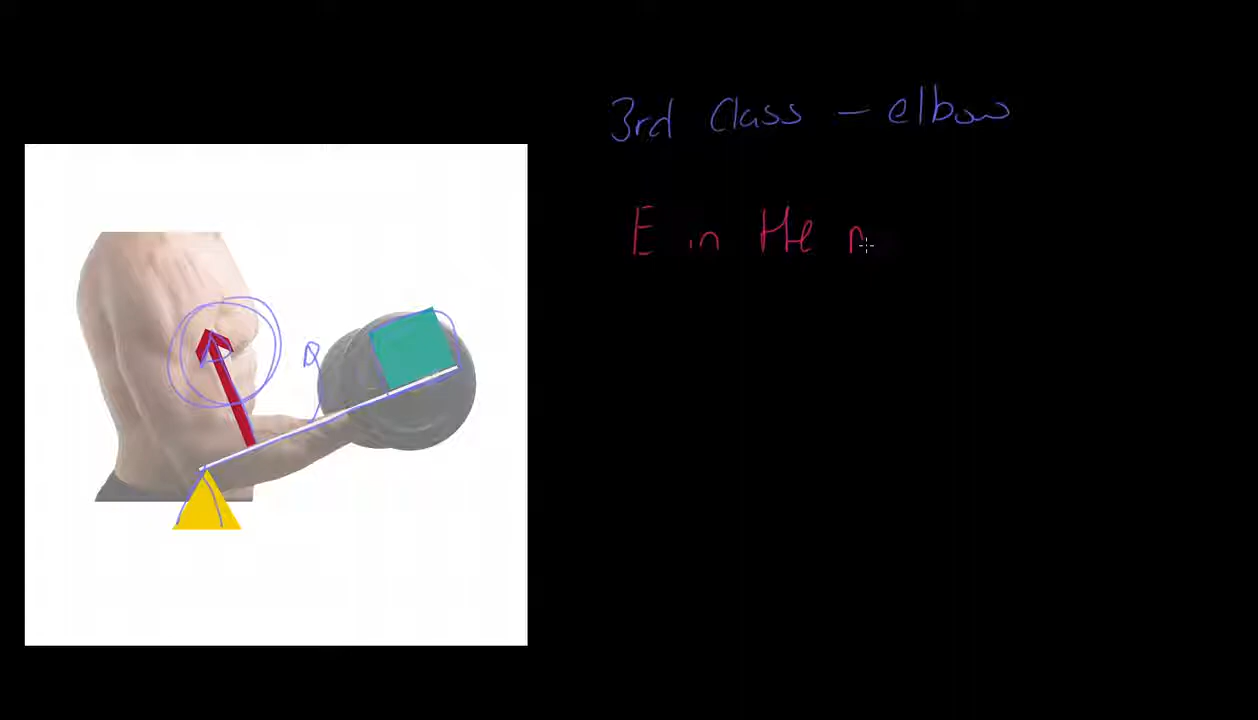 3rd Class – elbow
E in the m